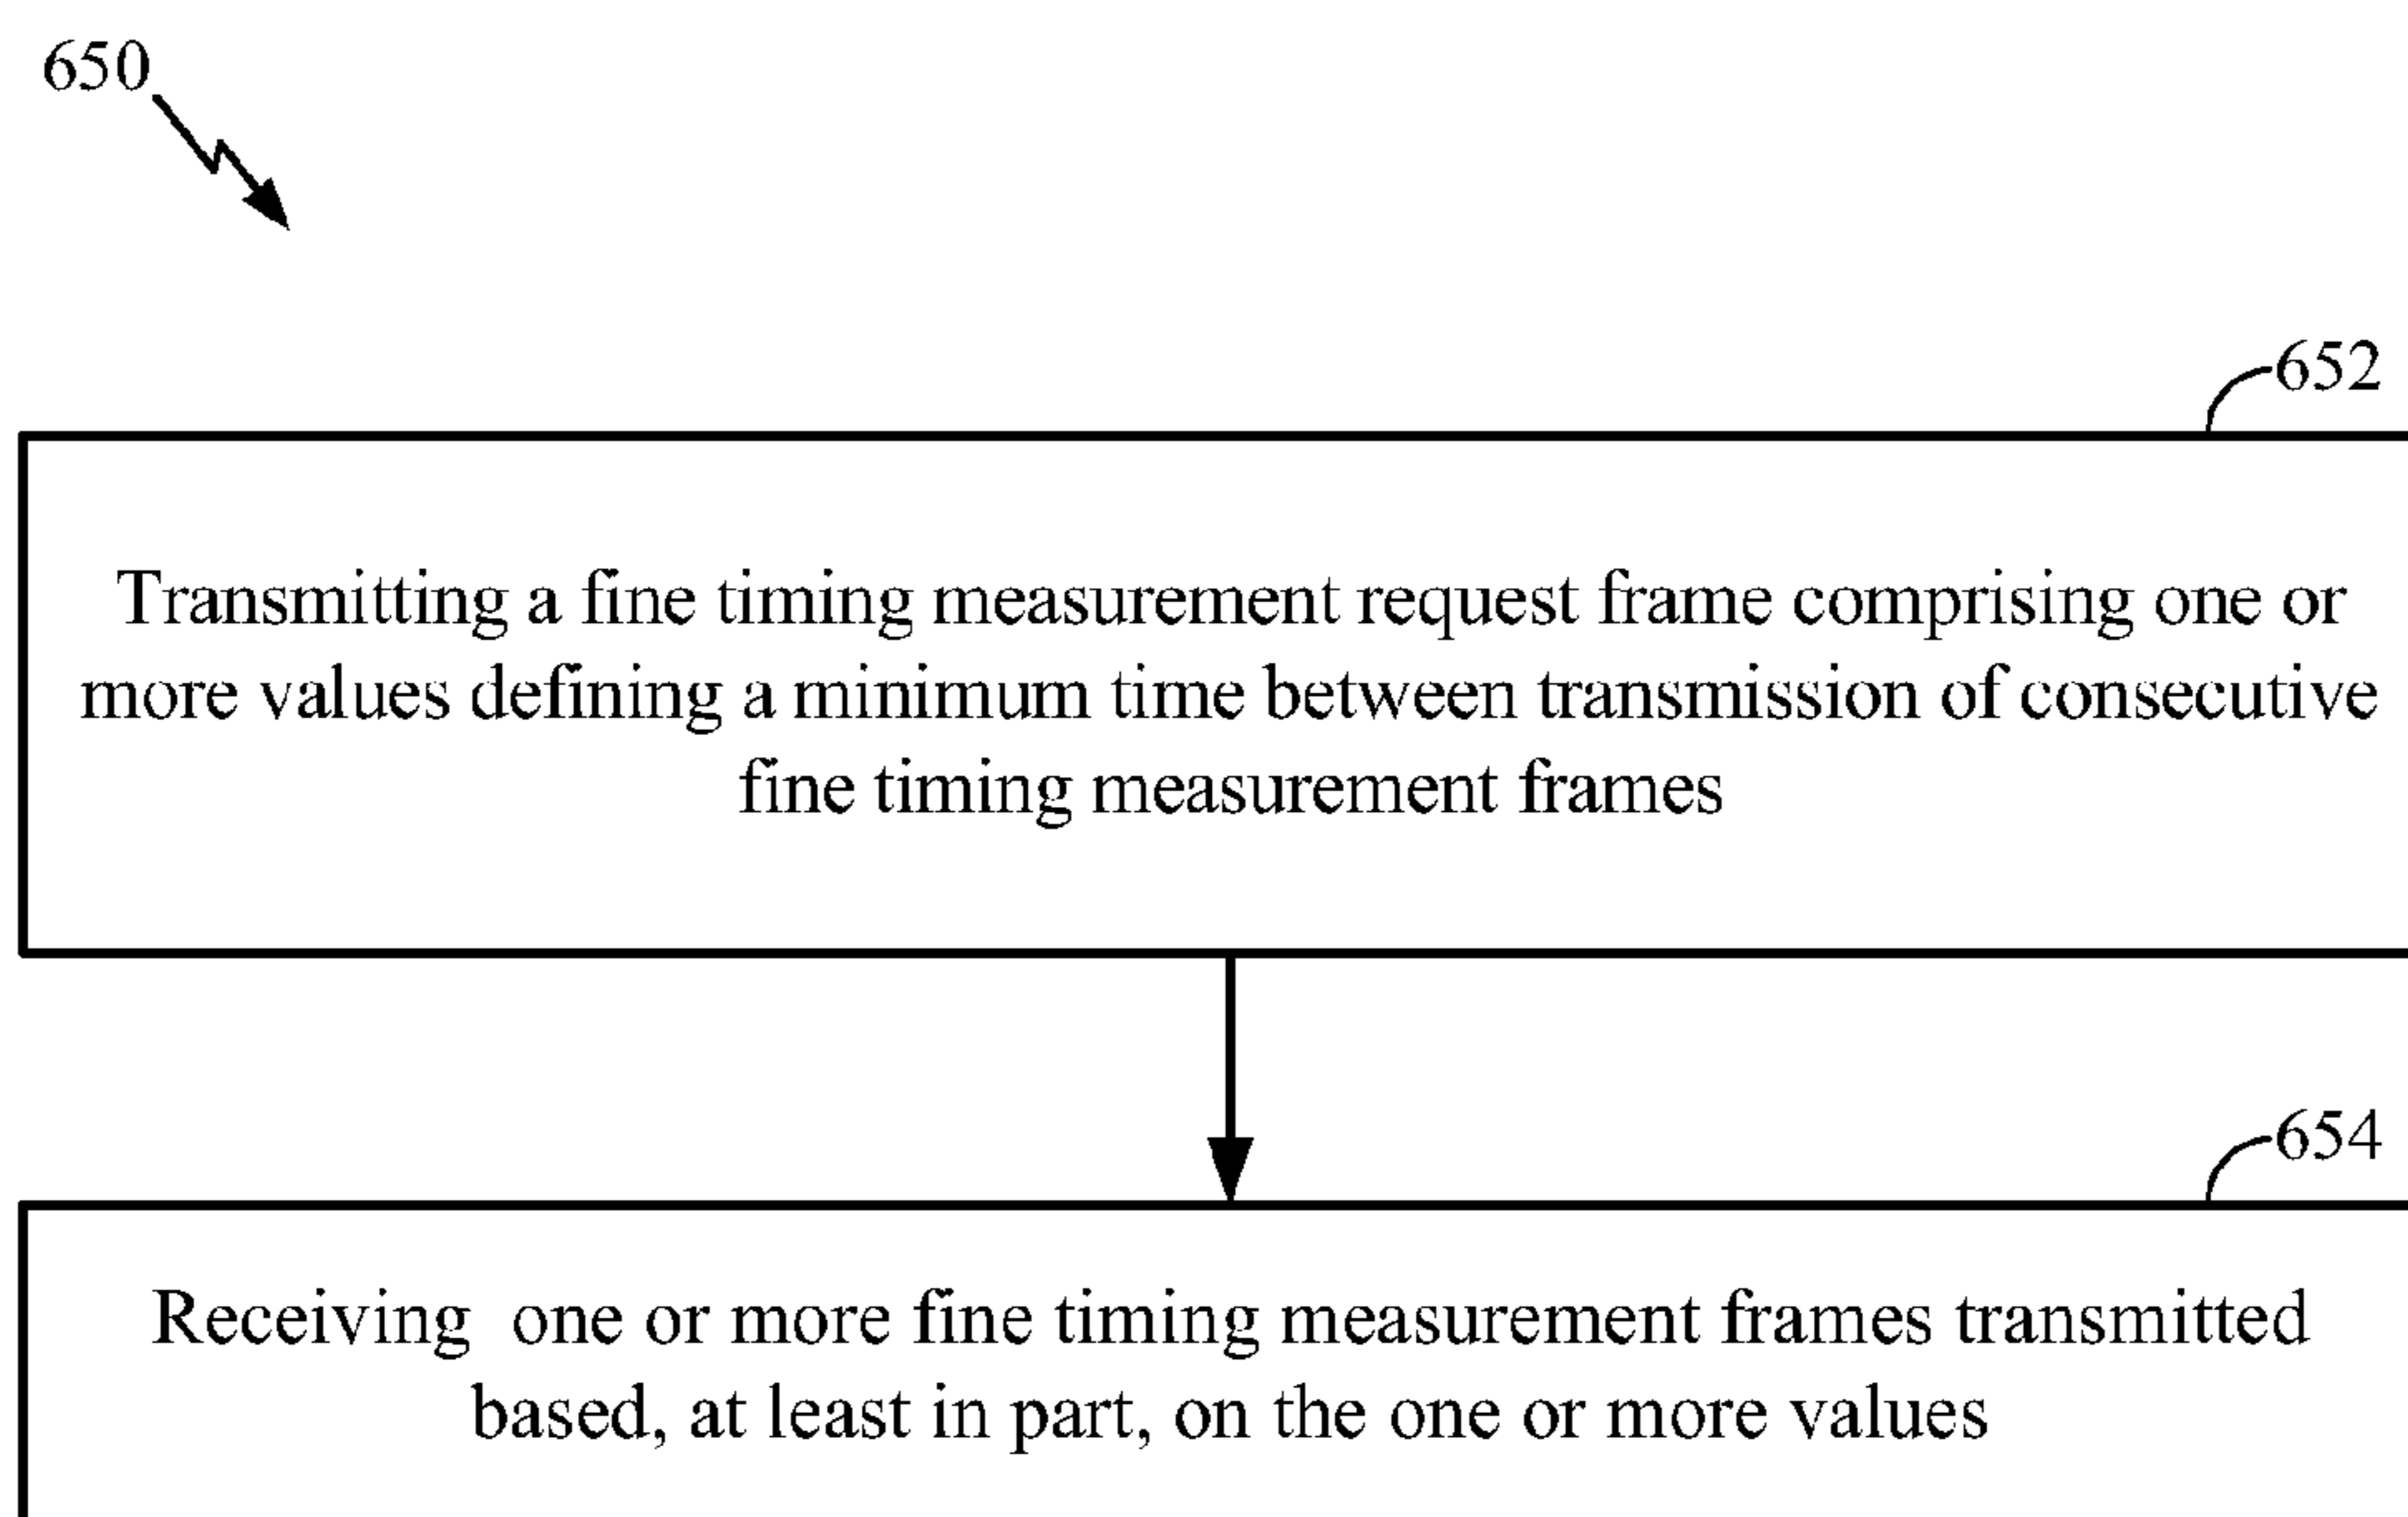 650
652
Transmitting a fine timing measurement request frame comprising one or
more values defining a minimum time between transmission of consecutive
fine timing measurement frames
654
Receiving one or more fine timing measurement frames transmitted
based, at least in part, on the one or more values